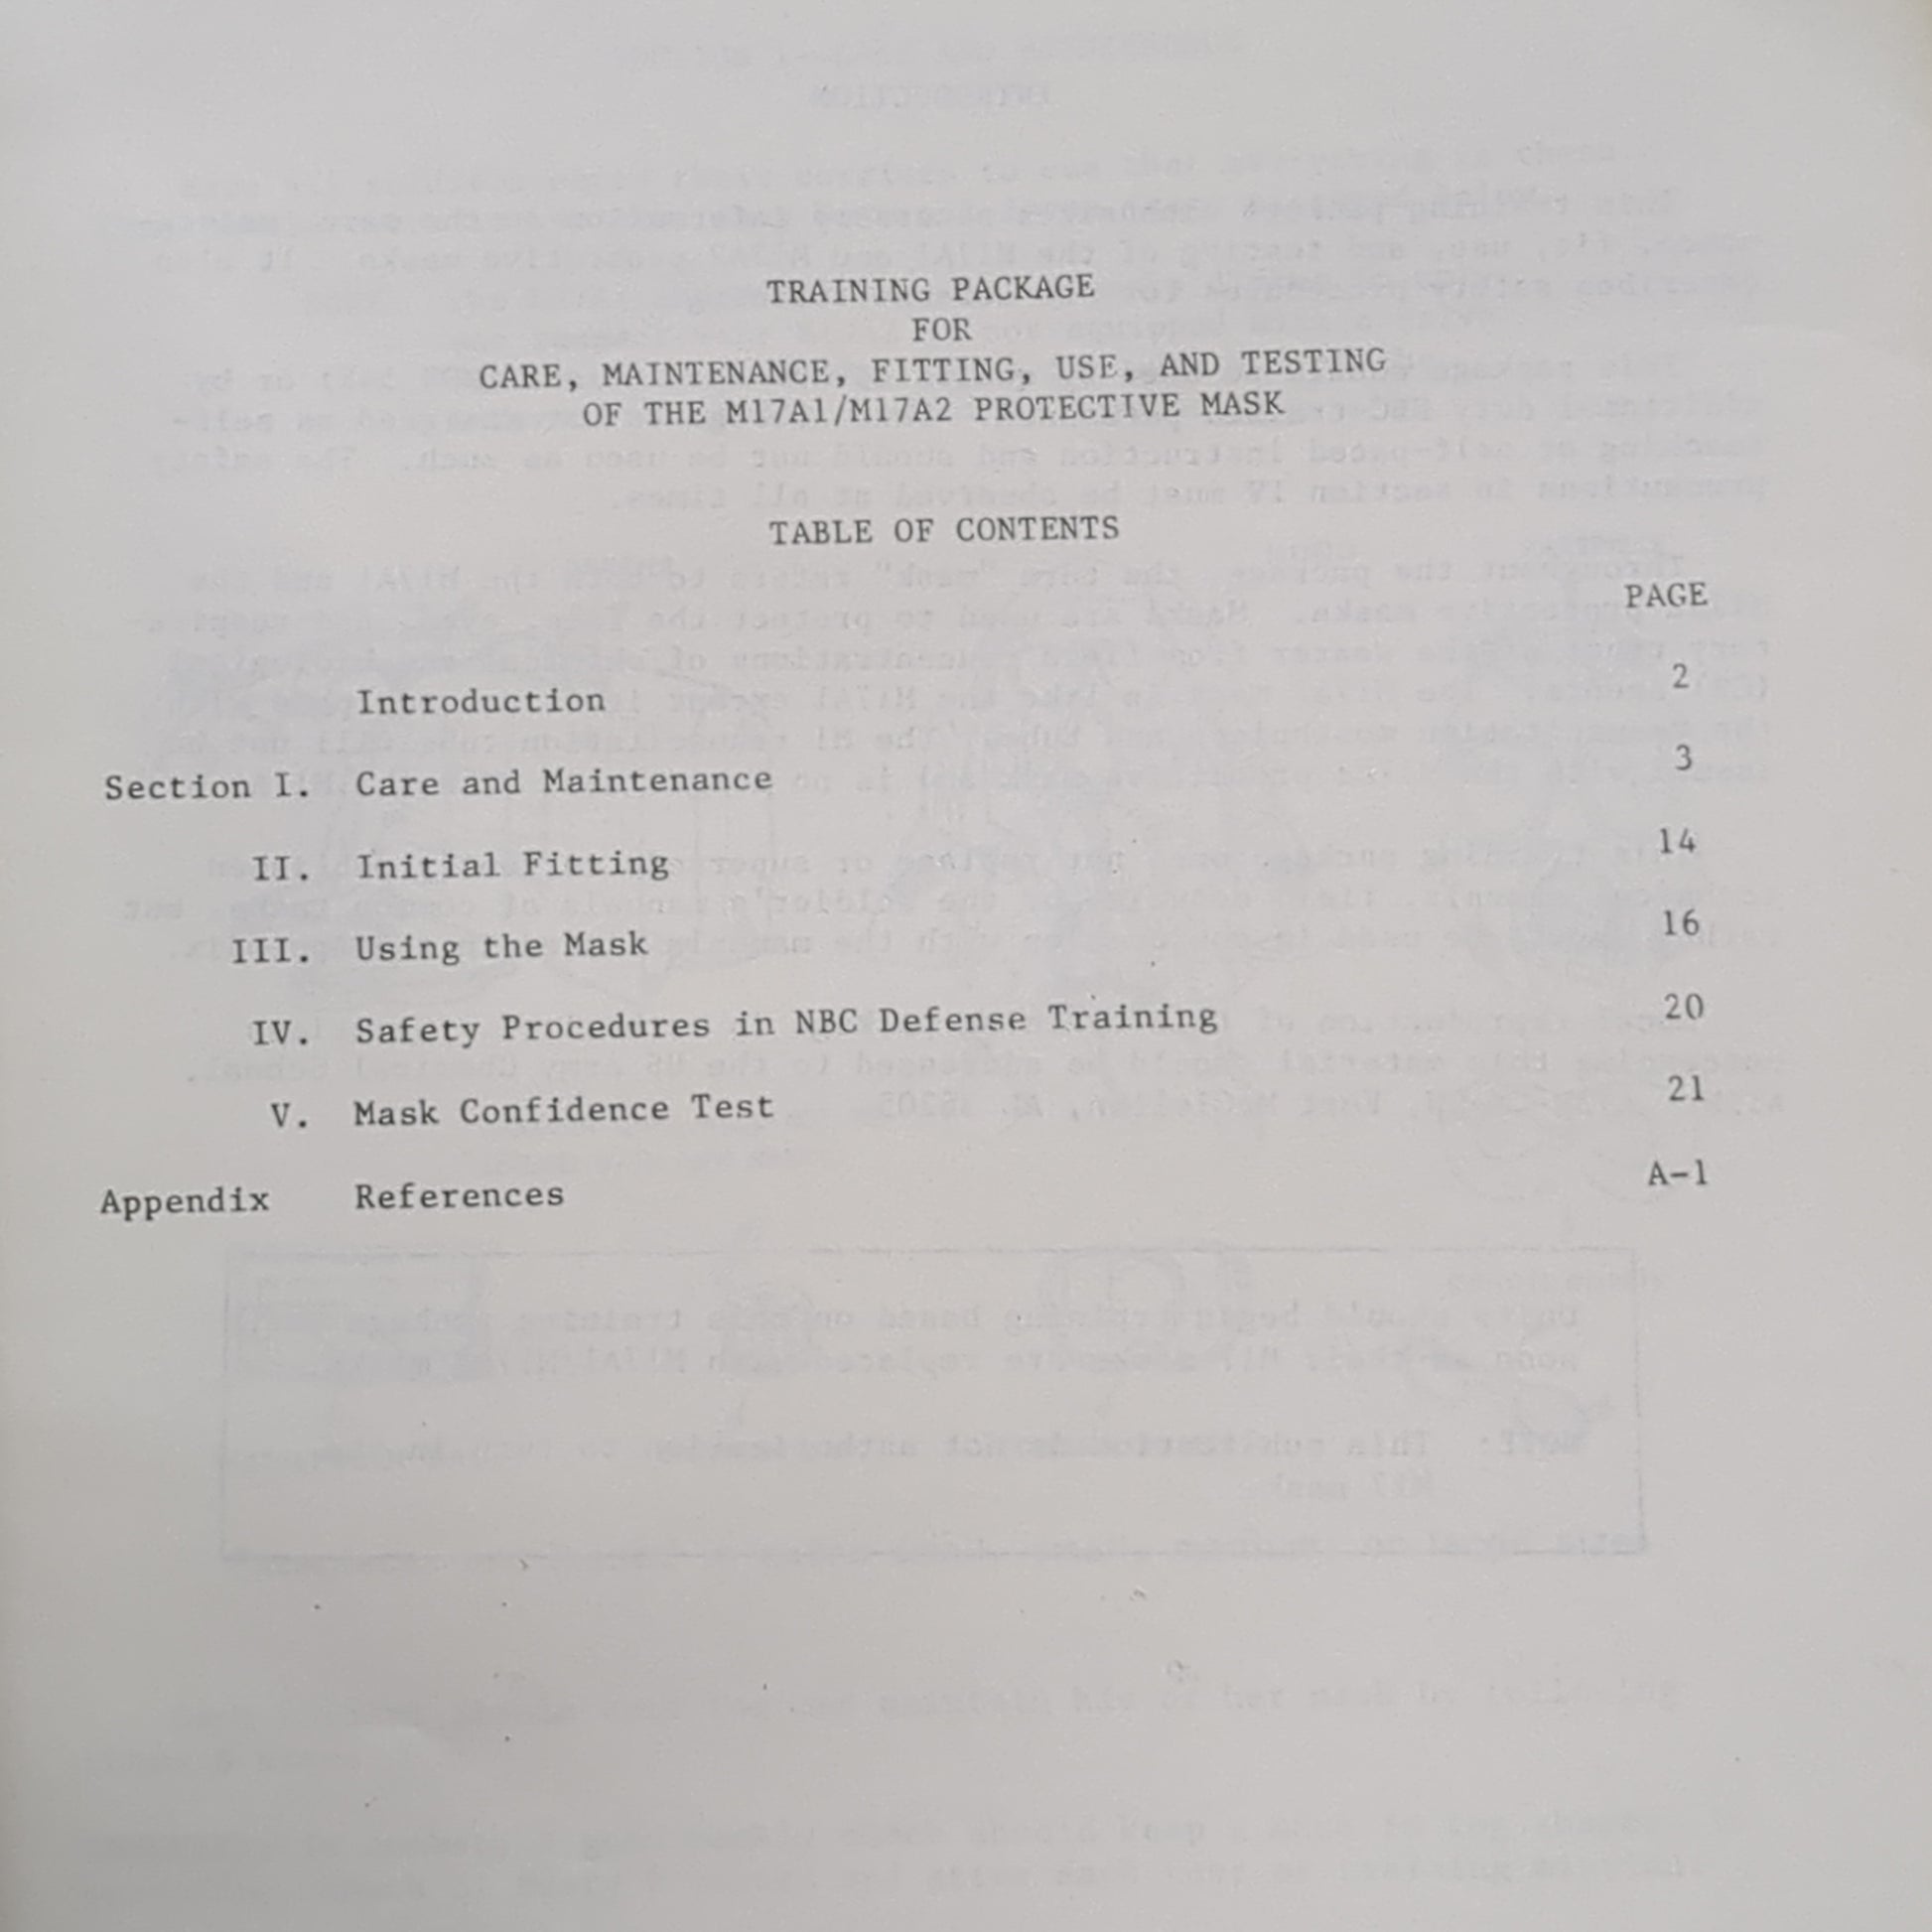 TRAINING PACKAGE
FOR
CARE, MAINTENANCE, FITTING, USE, AND TESTING
OF THE M17A1/M17A2 PROTECTIVE MASK
TABLE OF CONTENTS
PAGE
Introduction 2
Section I. Care and Maintenance 3
II. Initial Fitting 14
III. Using the Mask 16
IV. Safety Procedures in NBC Defense Training 20
V. Mask Confidence Test 21
Appendix References A-1